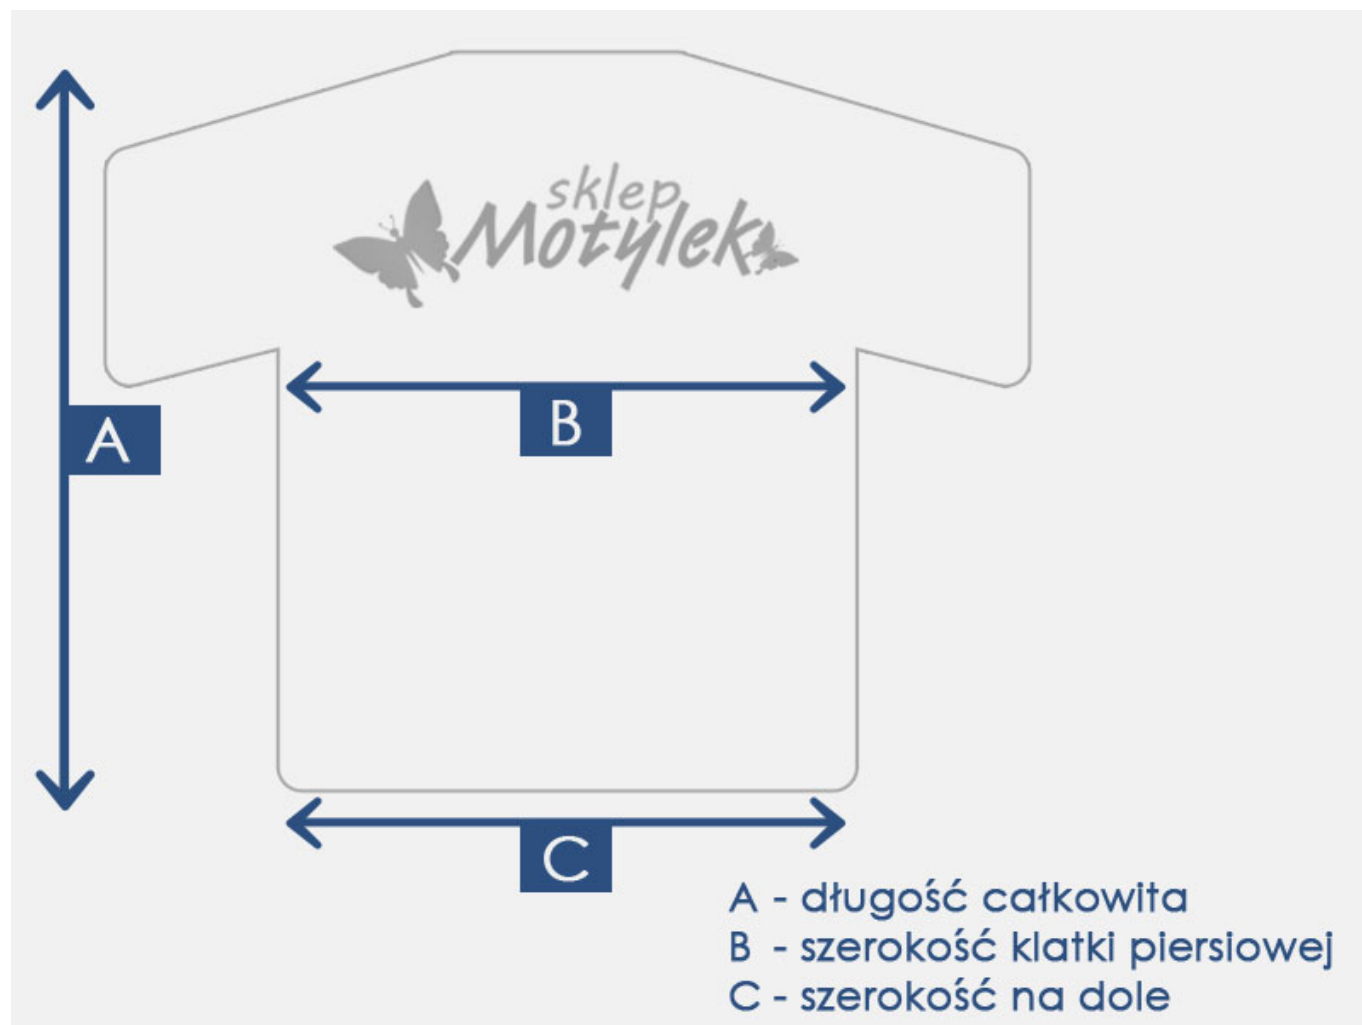 sklep
Motylek
A
B
C
A - długość całkowita
B - szerokość klatki piersiowej
C - szerokość na dole